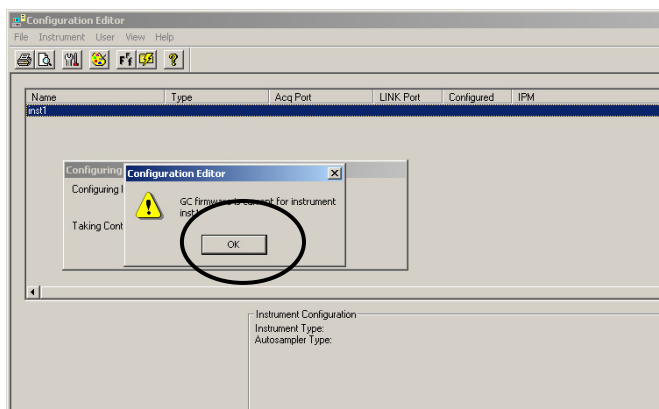 Configuration Editor
File Instrument User View Help
Name Type Acq Port LINK Port Configured IPM
inst1
Configuring
Configuration Editor
Configuring I
GC firmware is current for instrument
Taking Cont
OK
Instrument Configuration
Instrument Type:
Autosampler Type: